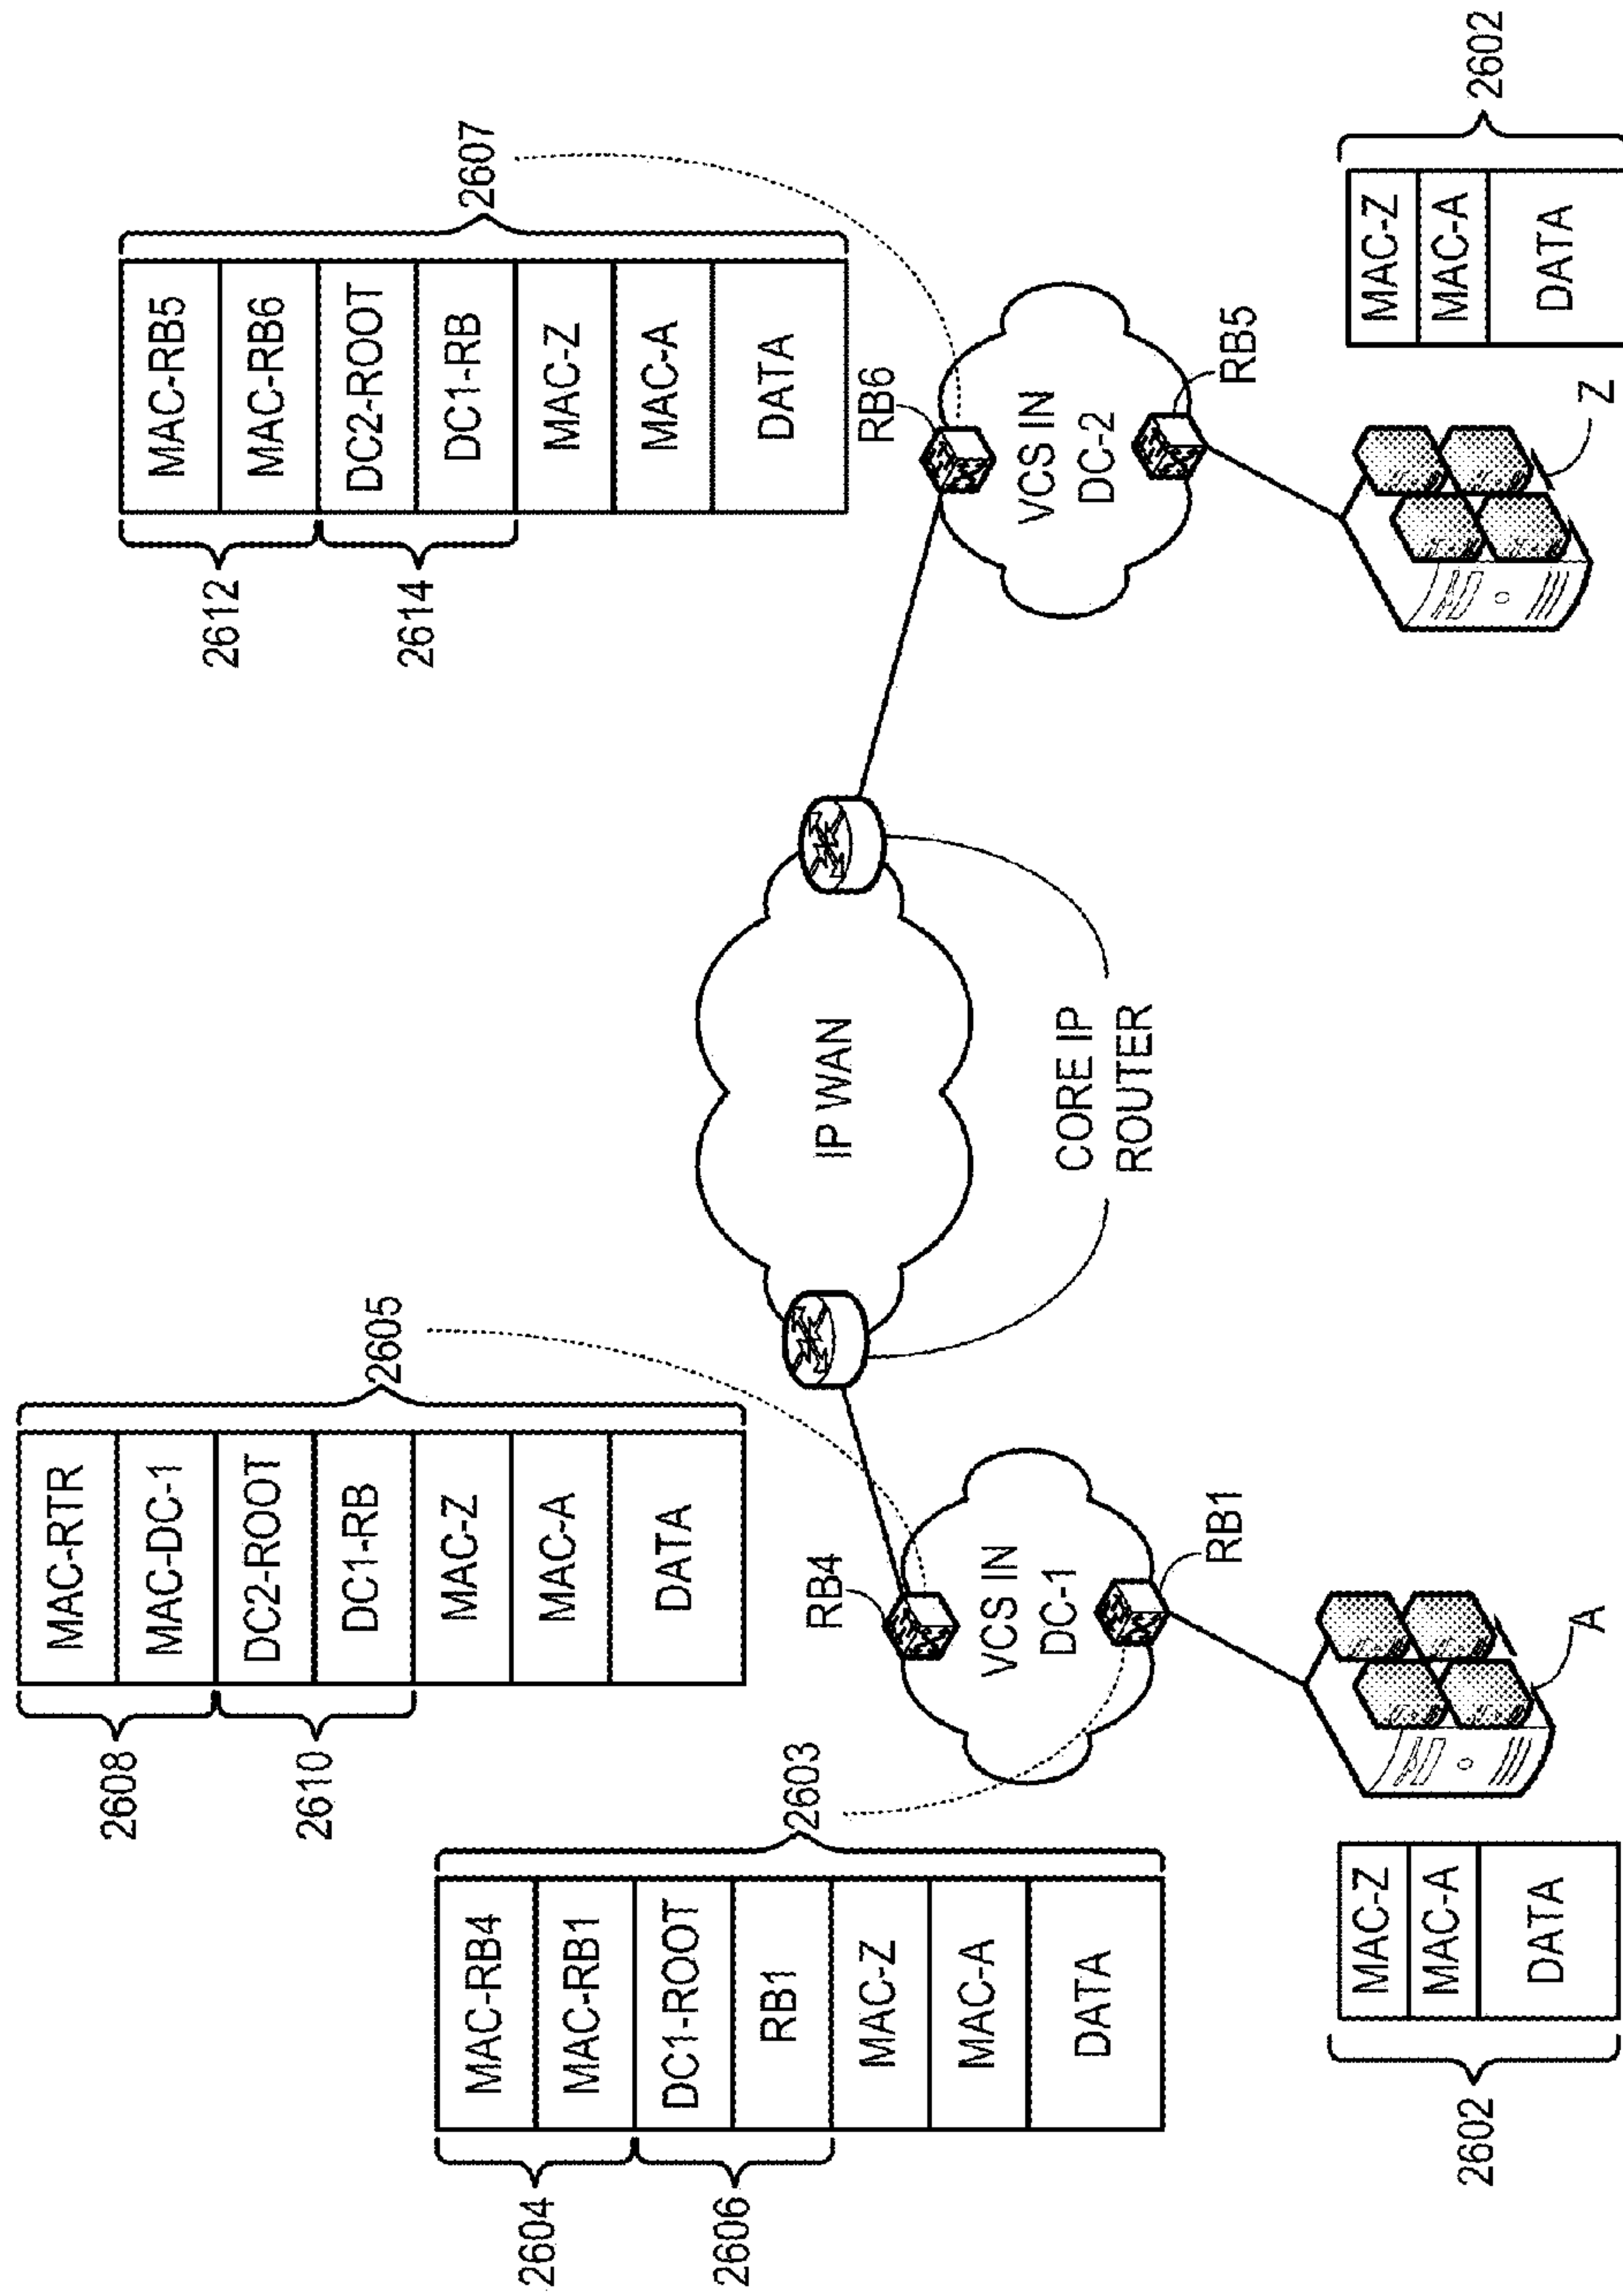 MAC-RTR
MAC-DC-1
DC2-ROOT
DC1-RB
MAC-Z
MAC-A
DATA
2608
2610
2605
MAC-RB4
MAC-RB1
DC1-ROOT
RB1
MAC-Z
MAC-A
DATA
2604
2606
2603
MAC-Z
MAC-A
DATA
2602
RB4
VCS IN
DC-1
RB1
A
IP WAN
CORE IP
ROUTER
MAC-RB5
MAC-RB6
DC2-ROOT
DC1-RB
MAC-Z
MAC-A
DATA
2612
2614
2607
RB6
VCS IN
DC-2
RB5
Z
MAC-Z
MAC-A
DATA
2602